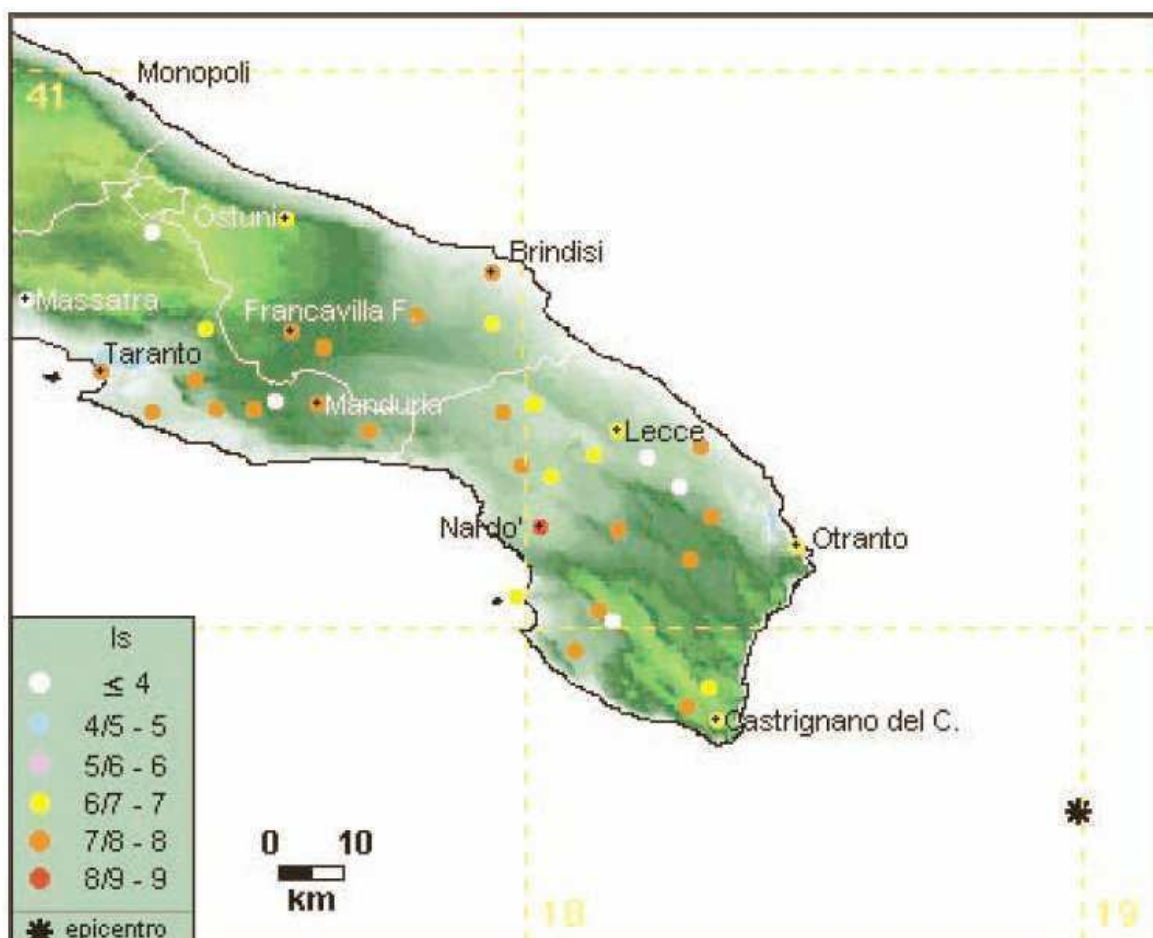 Monopoli
41
Ostuni
Brindisi
Massafra
Francavilla F.
Taranto
Manduria
Lecce
Nardo'
Otranto
Is
≤ 4
4/5 - 5
5/6 - 6
6/7 - 7
7/8 - 8
8/9 - 9
epicentro
Castrignano del C.
0 10
km
18
19